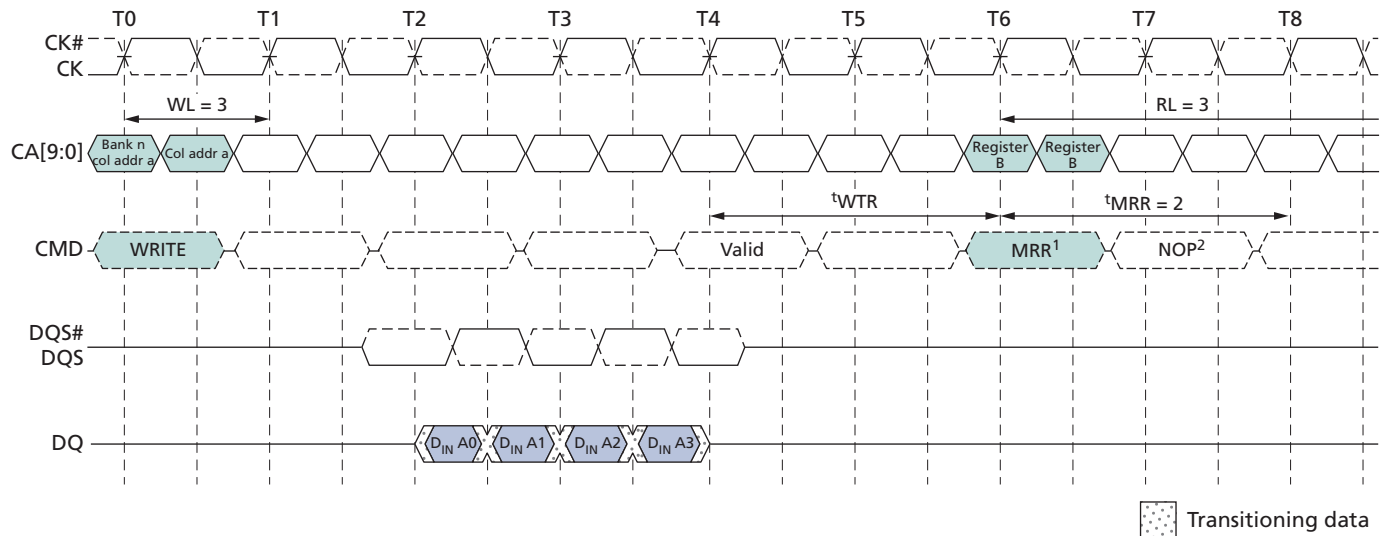 T0 T1 T2 T3 T4 T5 T6 T7 T8
CK#
CK
WL = 3
RL = 3
CA[9:0]
Bank n
col addr a
Col addr a
Register
B
Register
B
tWTR
tMRR = 2
CMD
WRITE
Valid
MRR1
NOP2
DQS#
DQS
DQ
DIN A0
DIN A1
DIN A2
DIN A3
Transitioning data